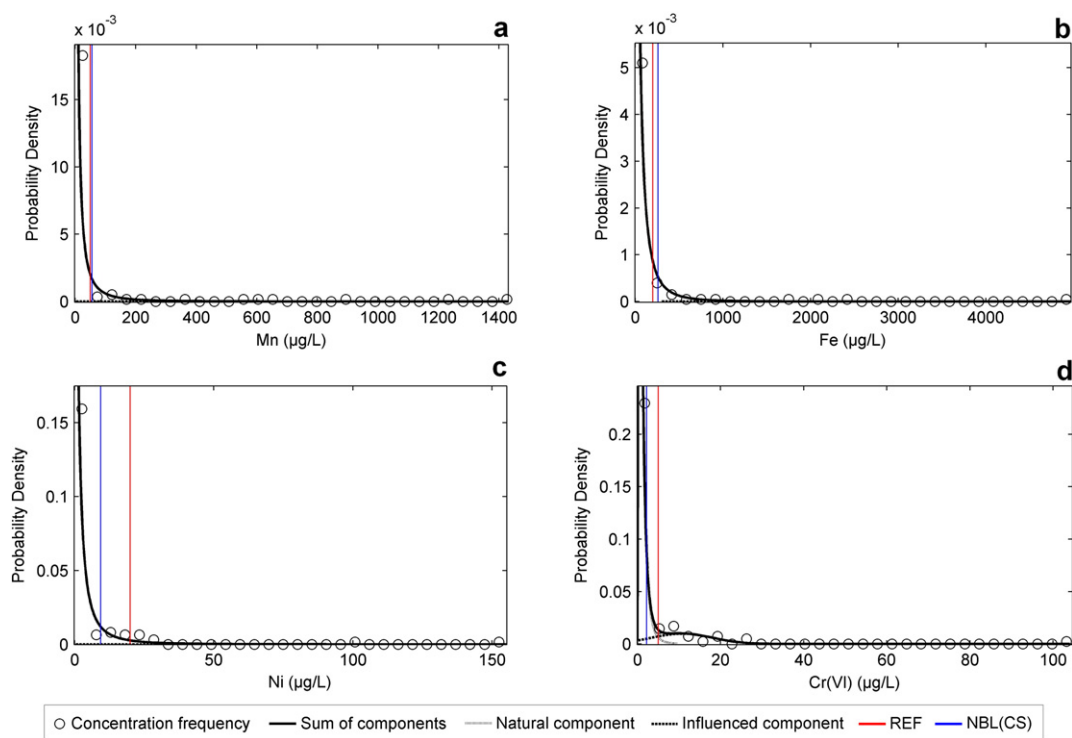 x 10⁻³
a
15
10
5
0
Probability Density
0 200 400 600 800 1000 1200 1400
Mn (µg/L)
x 10⁻³
b
5
4
3
2
1
0
Probability Density
0 1000 2000 3000 4000
Fe (µg/L)
c
0.15
0.1
0.05
0
Probability Density
0 50 100 150
Ni (µg/L)
d
0.2
0.15
0.1
0.05
0
Probability Density
0 20 40 60 80 100
Cr(VI) (µg/L)
Concentration frequency Sum of components Natural component Influenced component REF NBL(CS)